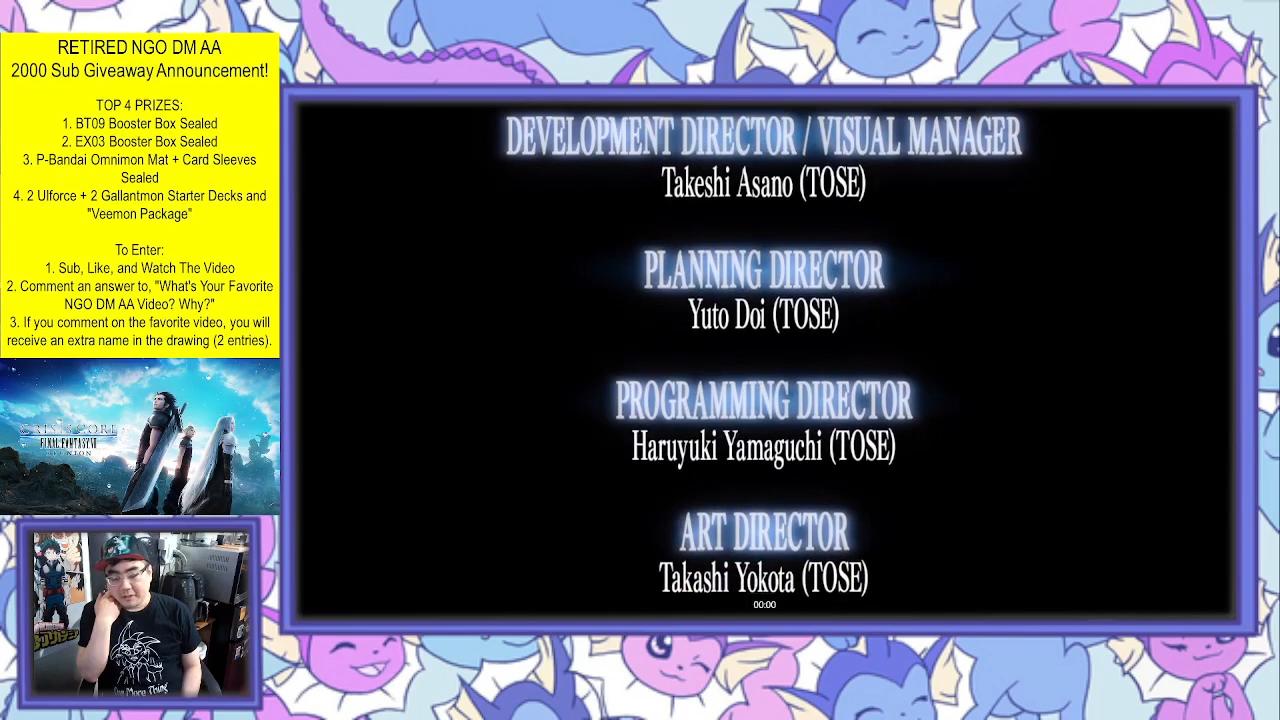 RETIRED NGO DM AA
2000 Sub Giveaway Announcement!
TOP 4 PRIZES:
1. BT09 Booster Box Sealed
2. EX03 Booster Box Sealed
3. P-Bandai Omnimon Mat + Card Sleeves
Sealed
4. 2 Ulforce + 2 Gallantmon Starter Decks and
"Veemon Package"
To Enter:
1. Sub, Like, and Watch The Video
2. Comment an answer to, "What's Your Favorite
NGO DM AA Video? Why?"
3. If you comment on the favorite video, you will
receive an extra name in the drawing (2 entries).
CRISIS CORE
FINAL FANTASY VII
REUNION
DEVELOPMENT DIRECTOR / VISUAL MANAGER
Takeshi Asano (TOSE)
PLANNING DIRECTOR
Yuto Doi (TOSE)
PROGRAMMING DIRECTOR
Haruyuki Yamaguchi (TOSE)
ART DIRECTOR
Takashi Yokota (TOSE)
00:00
More Thing